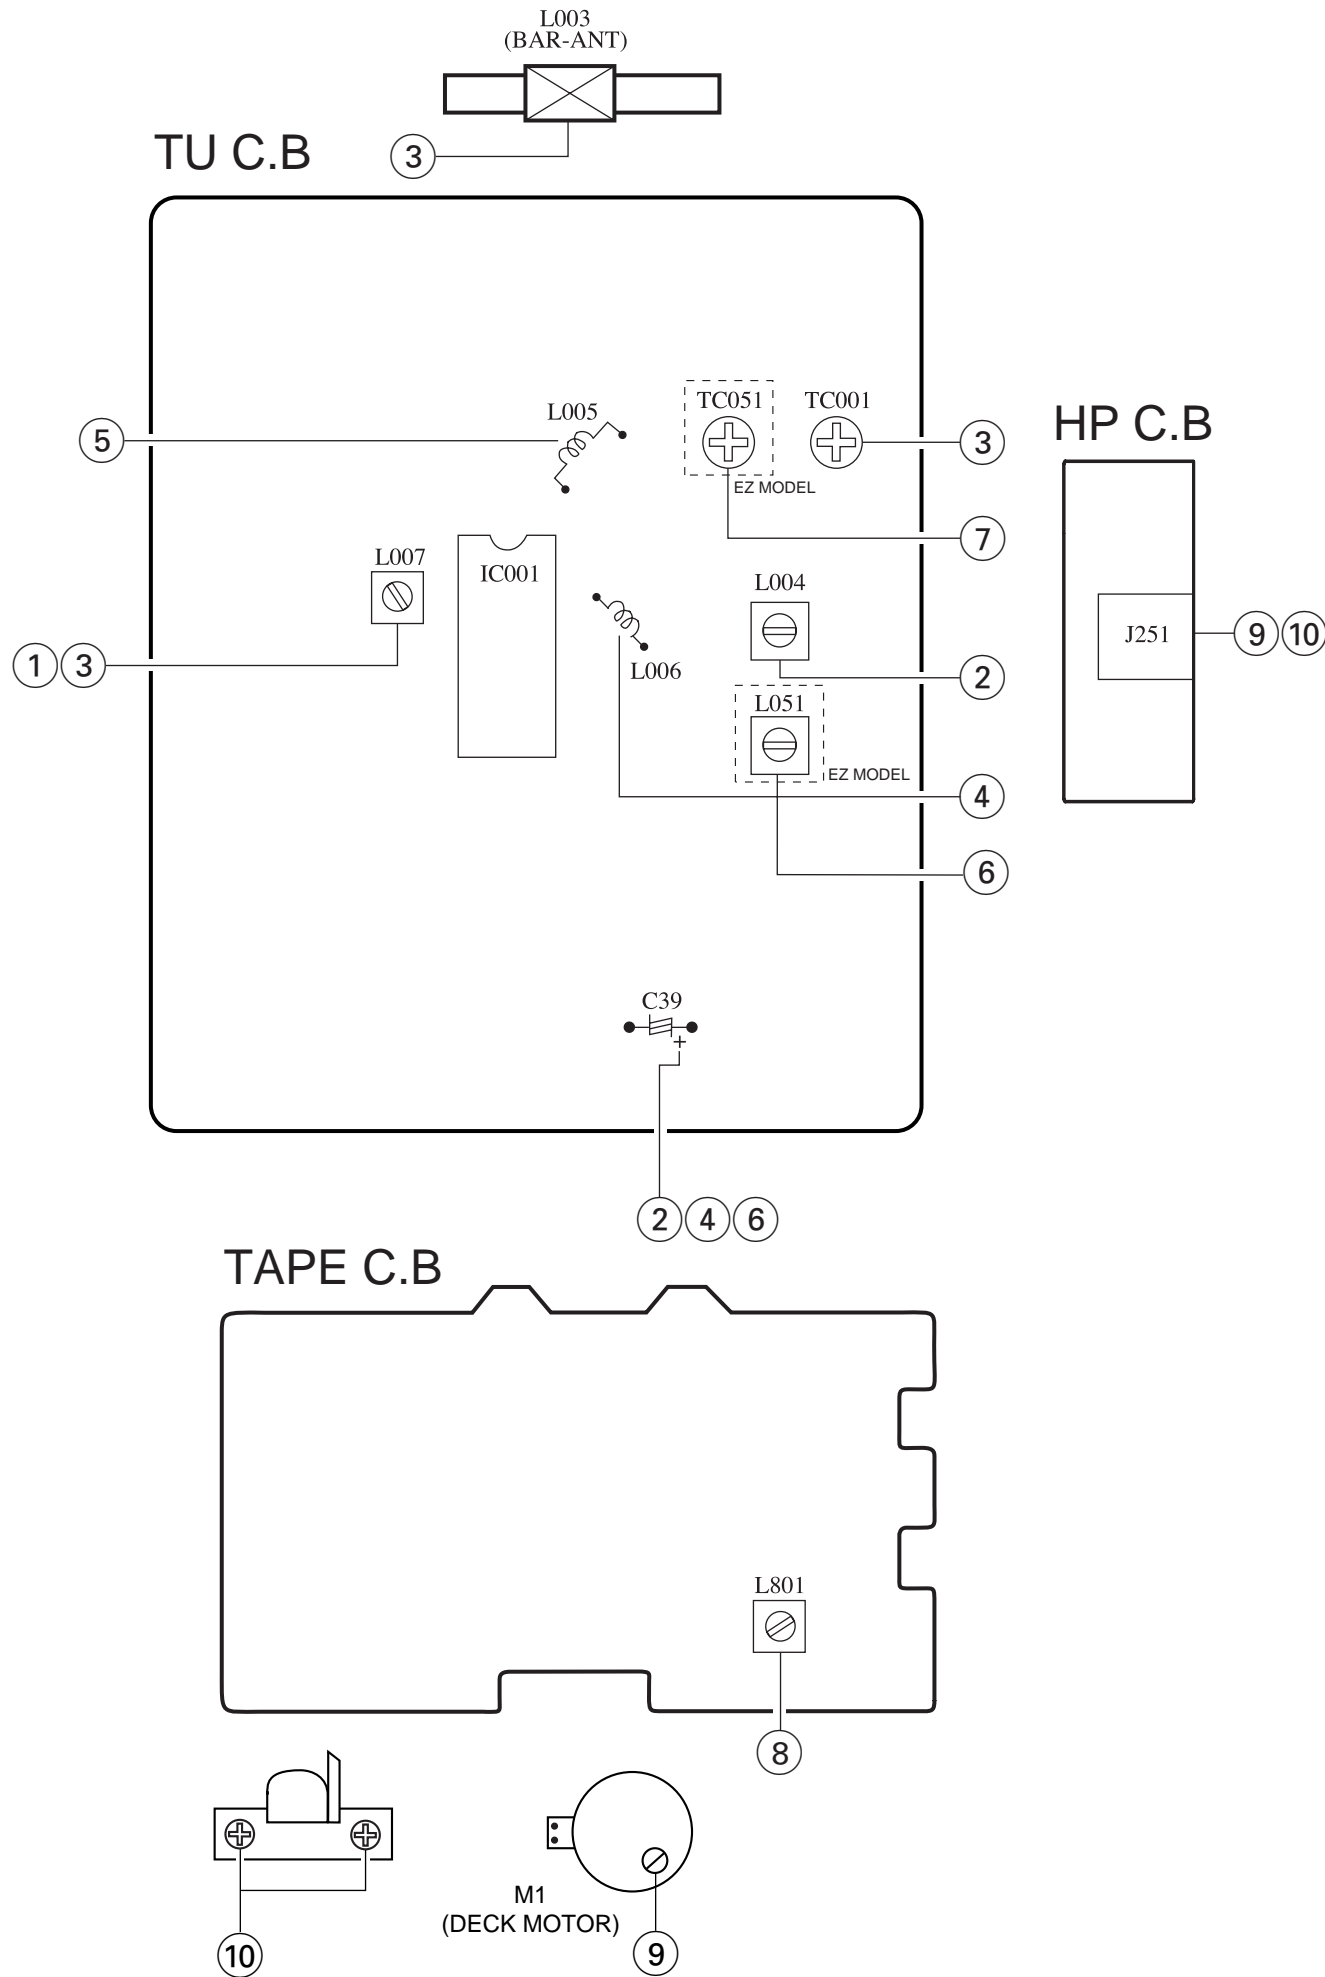 L003
(BAR-ANT)
TU C.B
3
L005
TC051
TC001
HP C.B
5
3
EZ MODEL
7
L007
IC001
L004
J251
9 10
1 3
L006
2
L051
EZ MODEL
4
6
C39
+
2 4 6
TAPE C.B
L801
8
M1
(DECK MOTOR)
10
9